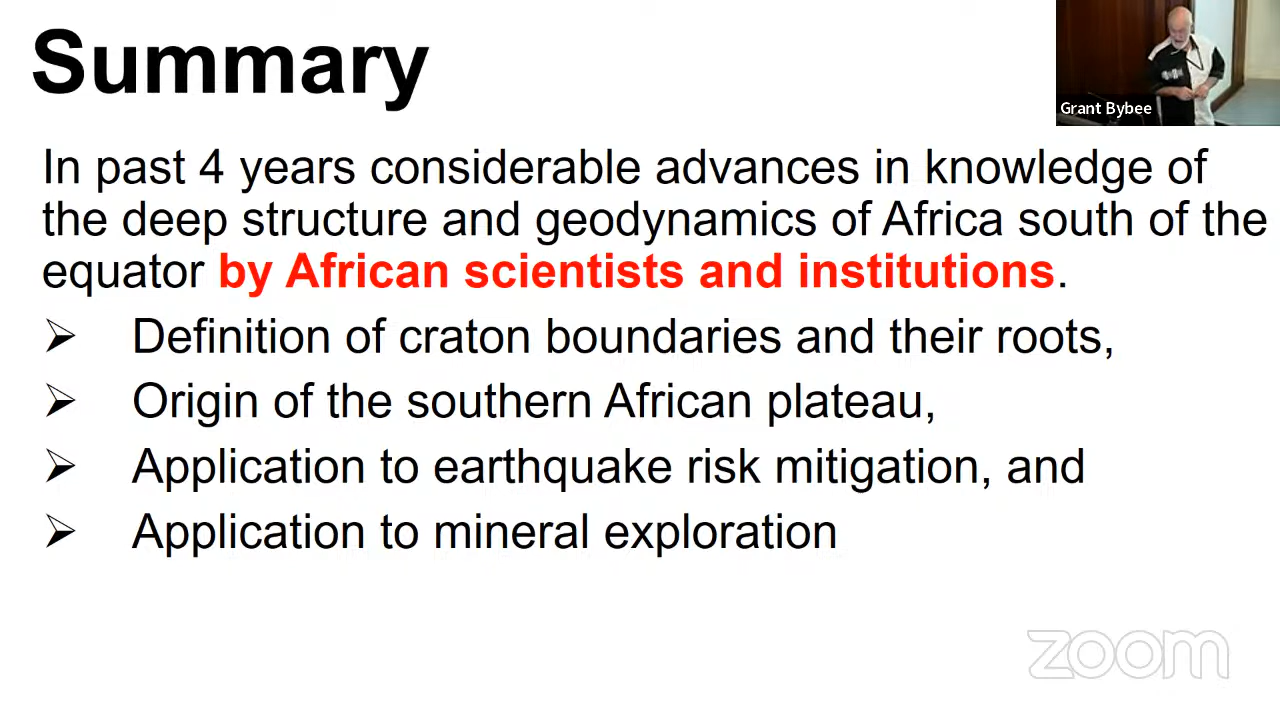 Summary
Grant Bybee
In past 4 years considerable advances in knowledge of
the deep structure and geodynamics of Africa south of the
equator by African scientists and institutions.
➢ Definition of craton boundaries and their roots,
➢ Origin of the southern African plateau,
➢ Application to earthquake risk mitigation, and
➢ Application to mineral exploration
zoom